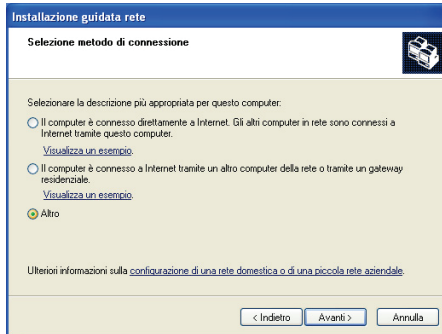 Installazione guidata rete
Selezione metodo di connessione
Selezionare la descrizione più appropriata per questo computer:
Il computer è connesso direttamente a Internet. Gli altri computer in rete sono connessi a
Internet tramite questo computer.
Visualizza un esempio.
Il computer è connesso a Internet tramite un altro computer della rete o tramite un gateway
residenziale.
Visualizza un esempio.
Altro
Ulteriori informazioni sulla configurazione di una rete domestica o di una piccola rete aziendale.
< Indietro Avanti > Annulla